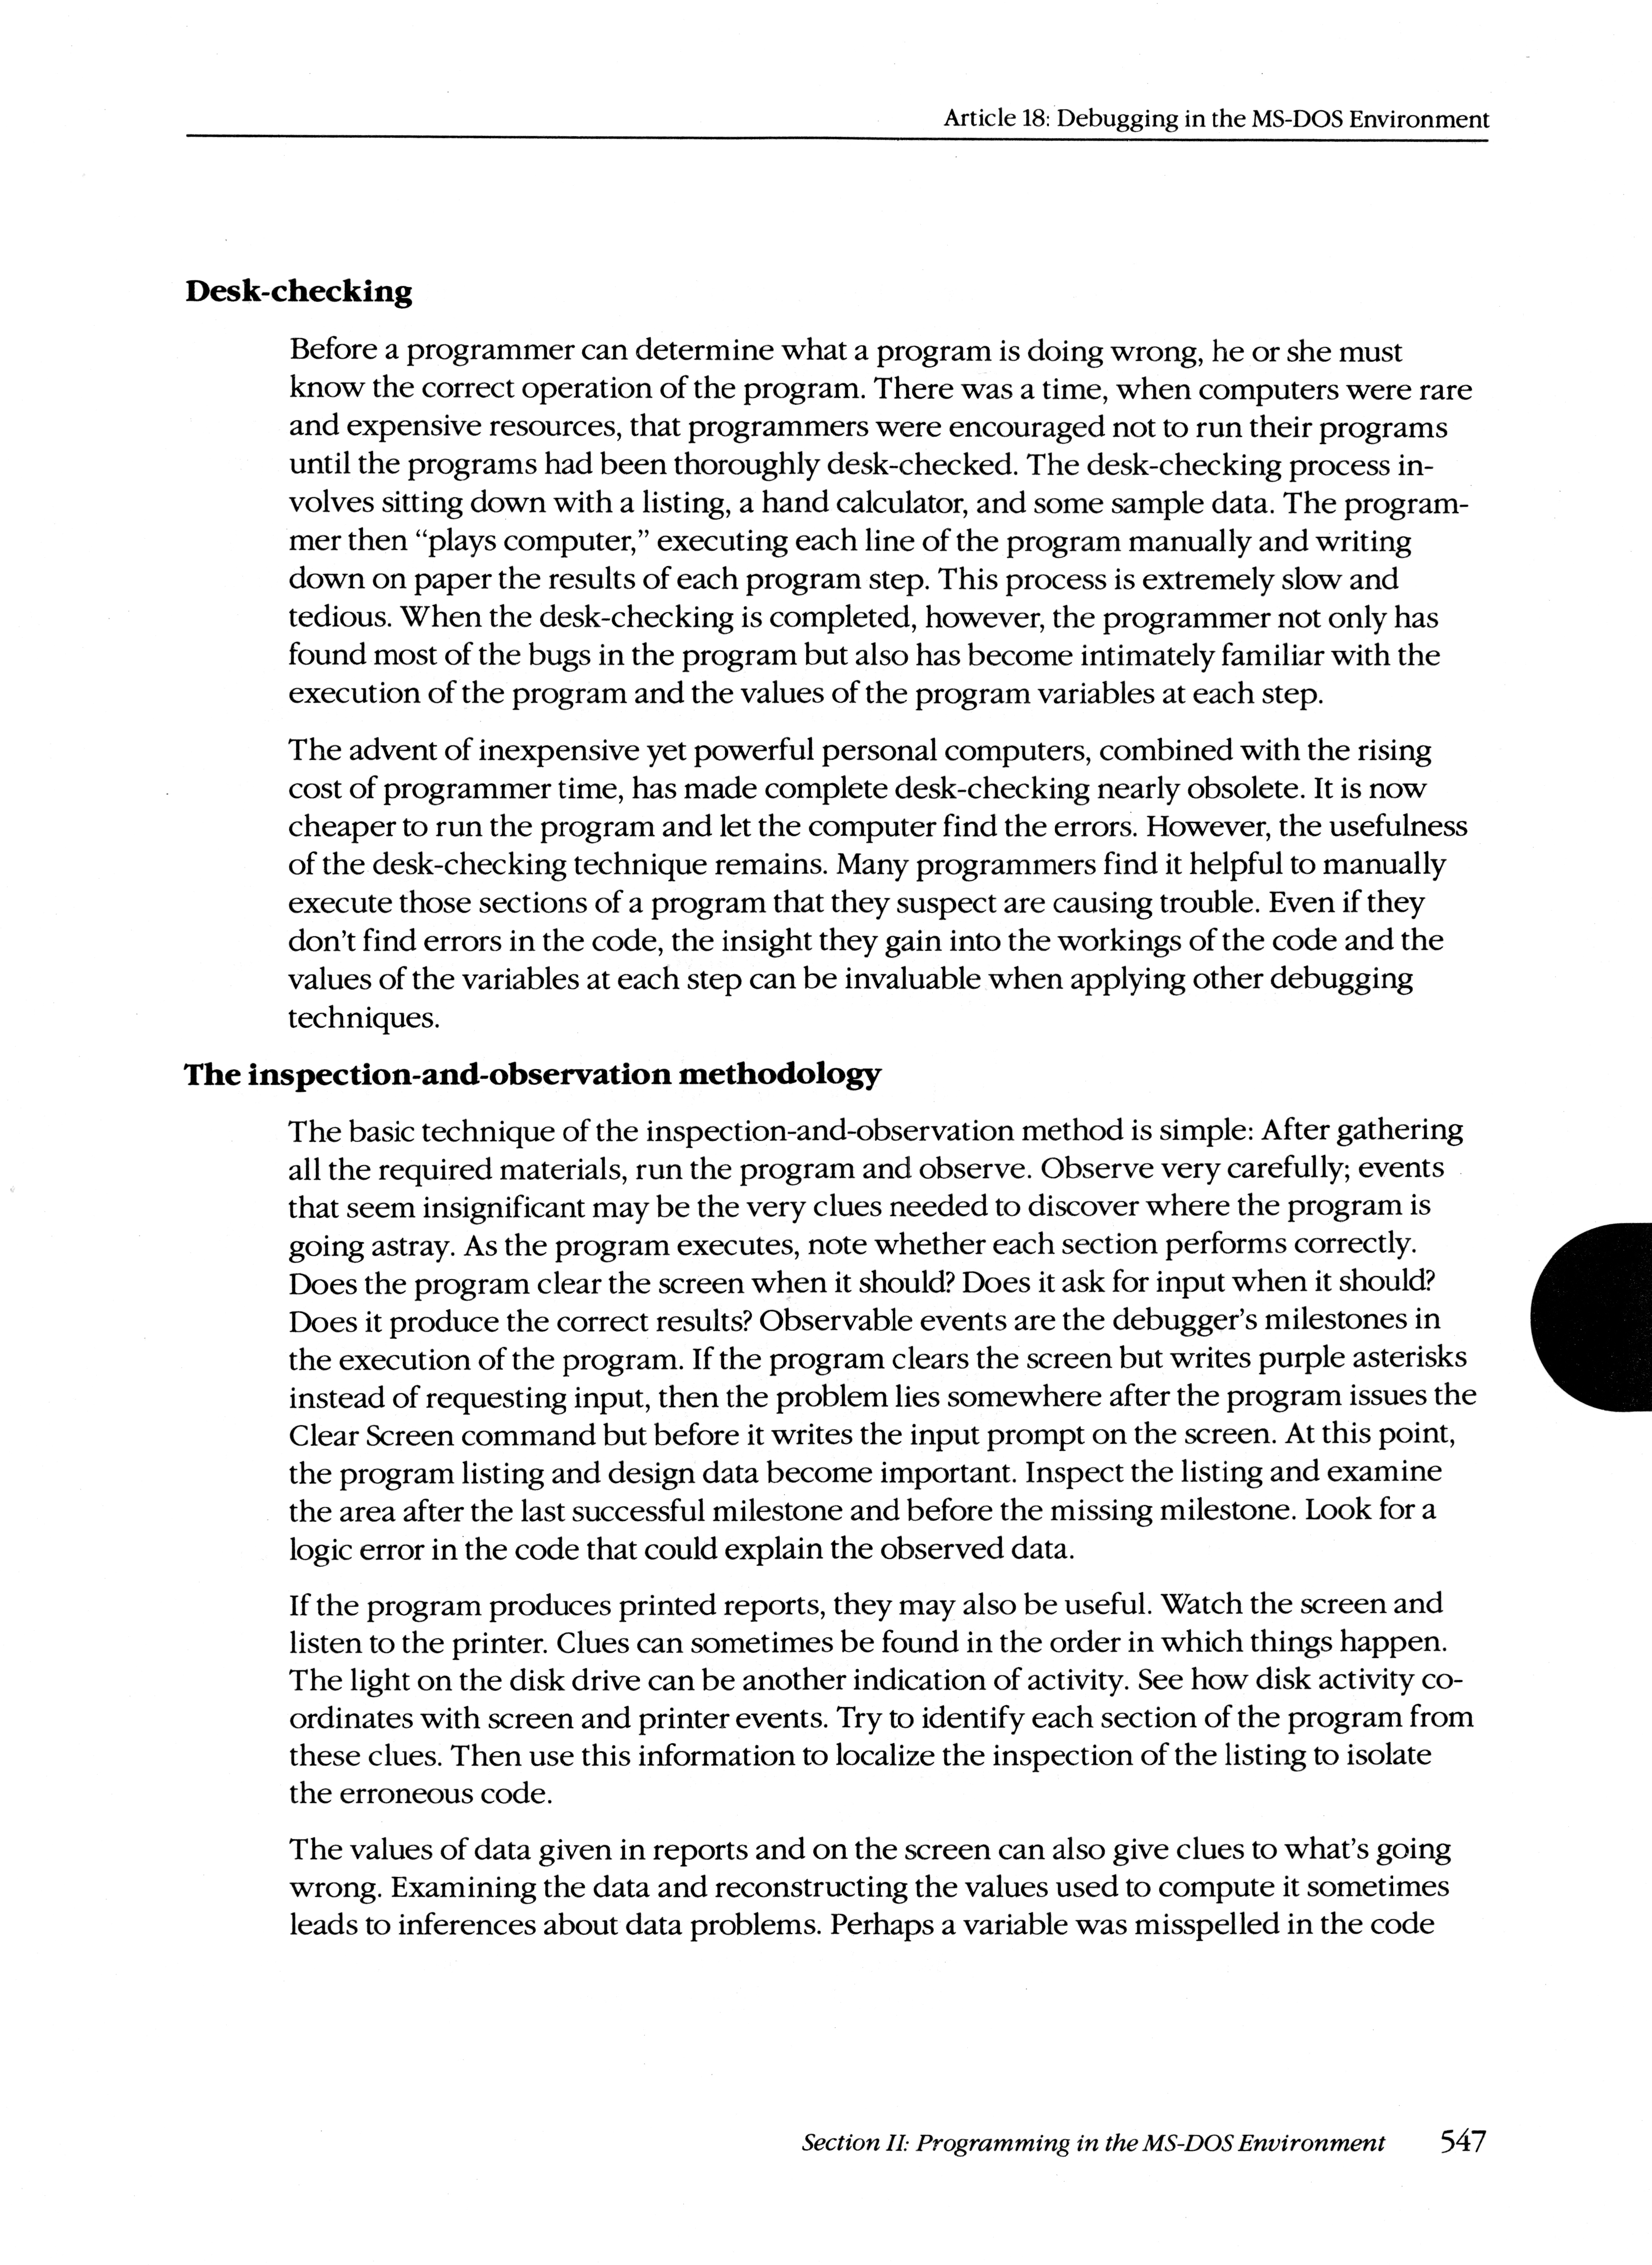 Article 18: Debugging in the MS-DOS Environment
Desk-checking
Before a programmer can determine what a program is doing wrong, he or she must
know the correct operation of the program. There was a time, when computers were rare
and expensive resources, that programmers were encouraged not to run their programs
until the programs had been thoroughly desk-checked. The desk-checking process in-
volves sitting down with a listing, a hand calculator, and some sample data. The program-
mer then “plays computer,” executing each line of the program manually and writing
down on paper the results of each program step. This process is extremely slow and
tedious. When the desk-checking is completed, however, the programmer not only has
found most of the bugs in the program but also has become intimately familiar with the
execution of the program and the values of the program variables at each step.
The advent of inexpensive yet powerful personal computers, combined with the rising
cost of programmer time, has made complete desk-checking nearly obsolete. It is now
cheaper to run the program and let the computer find the errors. However, the usefulness
of the desk-checking technique remains. Many programmers find it helpful to manually
execute those sections of a program that they suspect are causing trouble. Even if they
don’t find errors in the code, the insight they gain into the workings of the code and the
values of the variables at each step can be invaluable when applying other debugging
techniques.
The inspection-and-observation methodology
The basic technique of the inspection-and-observation method is simple: After gathering
all the required materials, run the program and observe. Observe very carefully; events
that seem insignificant may be the very clues needed to discover where the program is
going astray. As the program executes, note whether each section performs correctly.
Does the program clear the screen when it should? Does it ask for input when it should?
Does it produce the correct results? Observable events are the debugger’s milestones in
the execution of the program. If the program clears the screen but writes purple asterisks
instead of requesting input, then the problem lies somewhere after the program issues the
Clear Screen command but before it writes the input prompt on the screen. At this point,
the program listing and design data become important. Inspect the listing and examine
the area after the last successful milestone and before the missing milestone. Look for a
logic error in the code that could explain the observed data.
If the program produces printed reports, they may also be useful. Watch the screen and
listen to the printer. Clues can sometimes be found in the order in which things happen.
The light on the disk drive can be another indication of activity. See how disk activity co-
ordinates with screen and printer events. Try to identify each section of the program from
these clues. Then use this information to localize the inspection of the listing to isolate
the erroneous code.
The values of data given in reports and on the screen can also give clues to what’s going
wrong. Examining the data and reconstructing the values used to compute it sometimes
leads to inferences about data problems. Perhaps a variable was misspelled in the code
Section II: Programming in the MS-DOS Environment 547